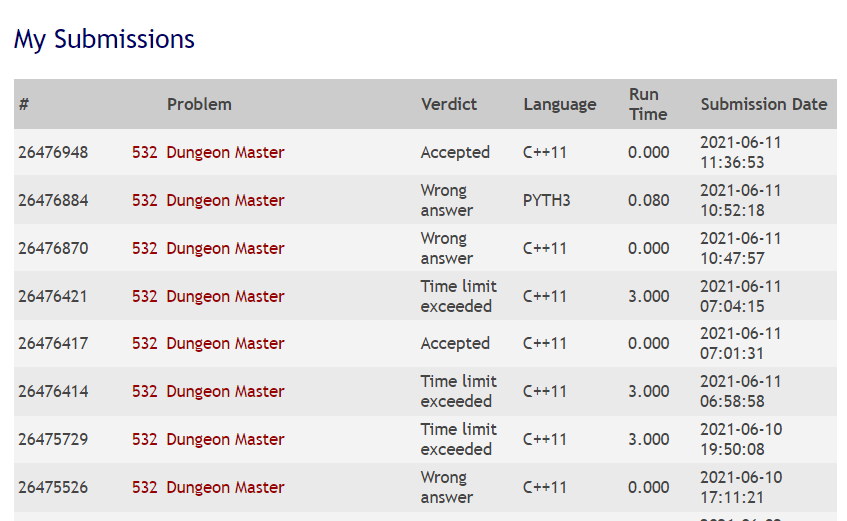 My Submissions
# Problem Verdict Language Run Time Submission Date
26476948 532 Dungeon Master Accepted C++11 0.000 2021-06-11 11:36:53
26476884 532 Dungeon Master Wrong answer PYTH3 0.080 2021-06-11 10:52:18
26476870 532 Dungeon Master Wrong answer C++11 0.000 2021-06-11 10:47:57
26476421 532 Dungeon Master Time limit exceeded C++11 3.000 2021-06-11 07:04:15
26476417 532 Dungeon Master Accepted C++11 0.000 2021-06-11 07:01:31
26476414 532 Dungeon Master Time limit exceeded C++11 3.000 2021-06-11 06:58:58
26475729 532 Dungeon Master Time limit exceeded C++11 3.000 2021-06-10 19:50:08
26475526 532 Dungeon Master Wrong answer C++11 0.000 2021-06-10 17:11:21